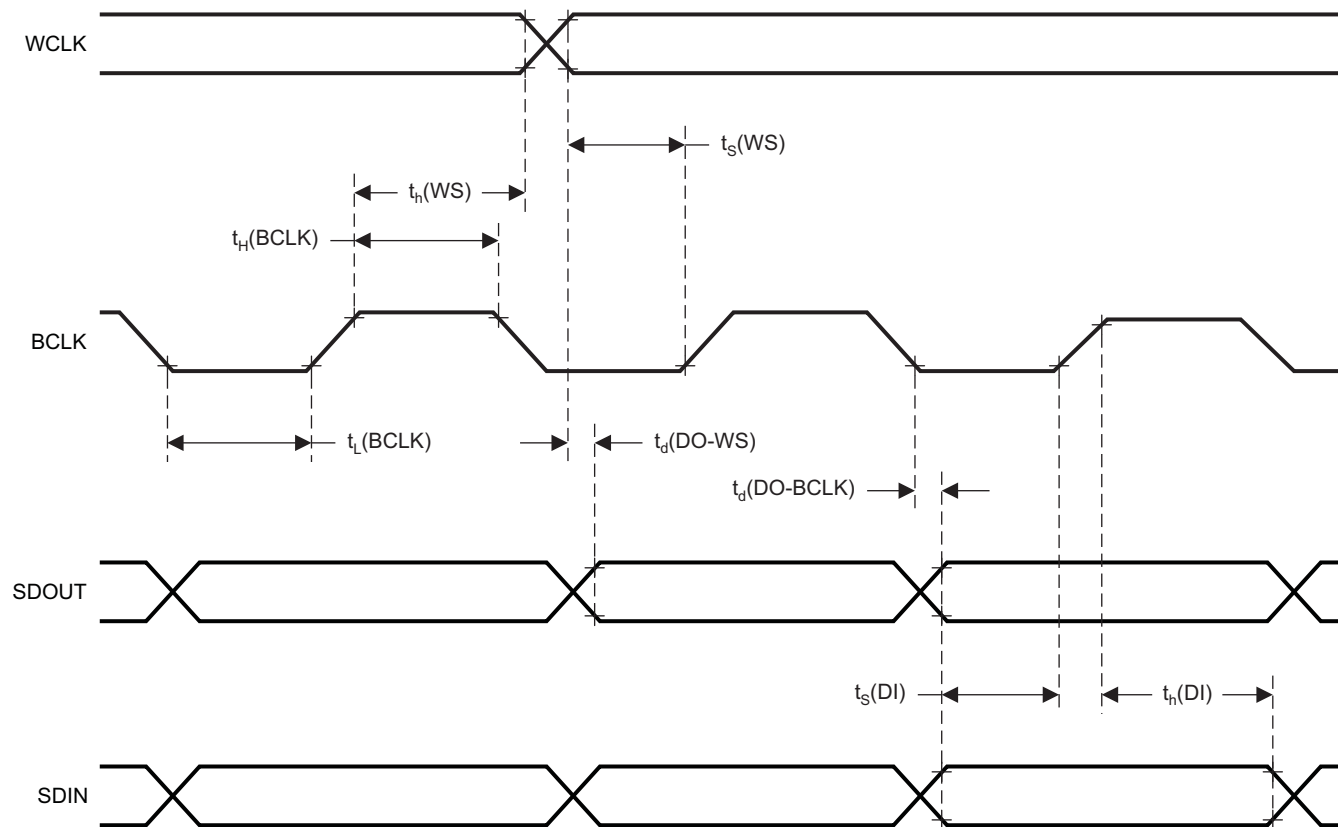 WCLK
t_S(WS)
t_h(WS)
t_H(BCLK)
BCLK
t_L(BCLK)
t_d(DO-WS)
t_d(DO-BCLK)
SDOUT
t_S(DI)
t_h(DI)
SDIN